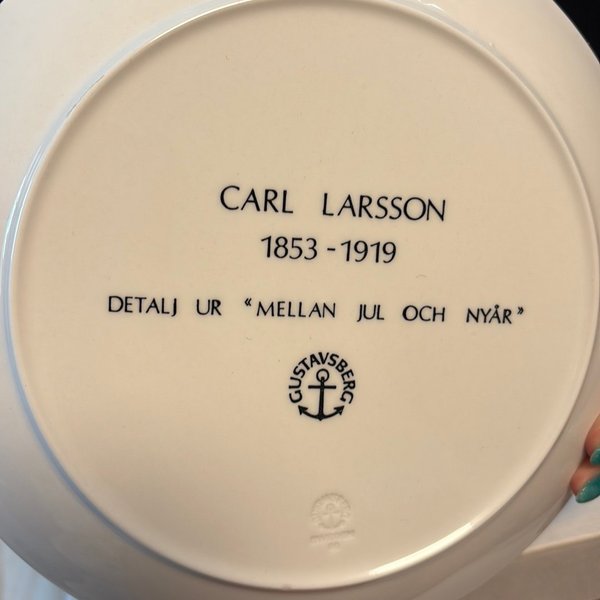 CARL LARSSON
1853-1919
DETALJ UR "MELLAN JUL OCH NYÅR"
GUSTAVSBERG